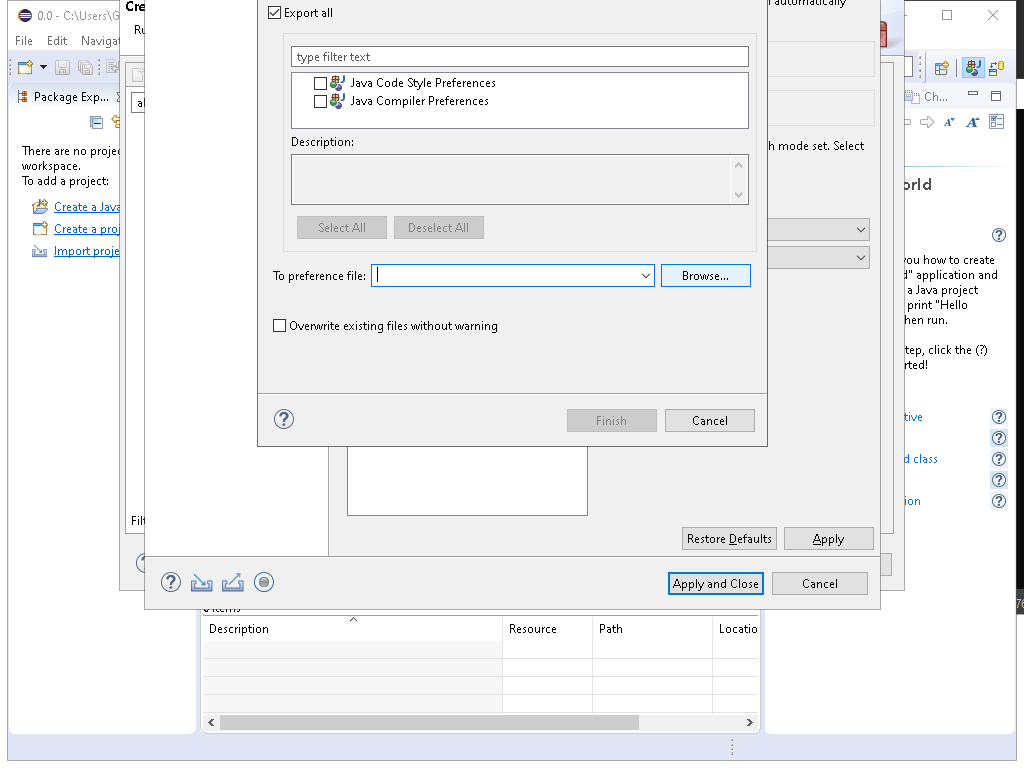 0.0 - C:\Users\G
File Edit Navigat
Cre
Ru
Export all
automatically
type filter text
Java Code Style Preferences
Java Compiler Preferences
Description:
Select All Deselect All
To preference file: Browse...
Overwrite existing files without warning
Finish Cancel
Package Exp...
There are no projec
workspace.
To add a project:
Create a Java
Create a proj
Import proje
al
h mode set. Select
Ch...
orld
you how to create
d" application and
a Java project
print "Hello
hen run.
tep, click the (?)
rted!
tive
d class
ion
Filt
Restore Defaults Apply
Apply and Close Cancel
0 items
Description Resource Path Locatio
76